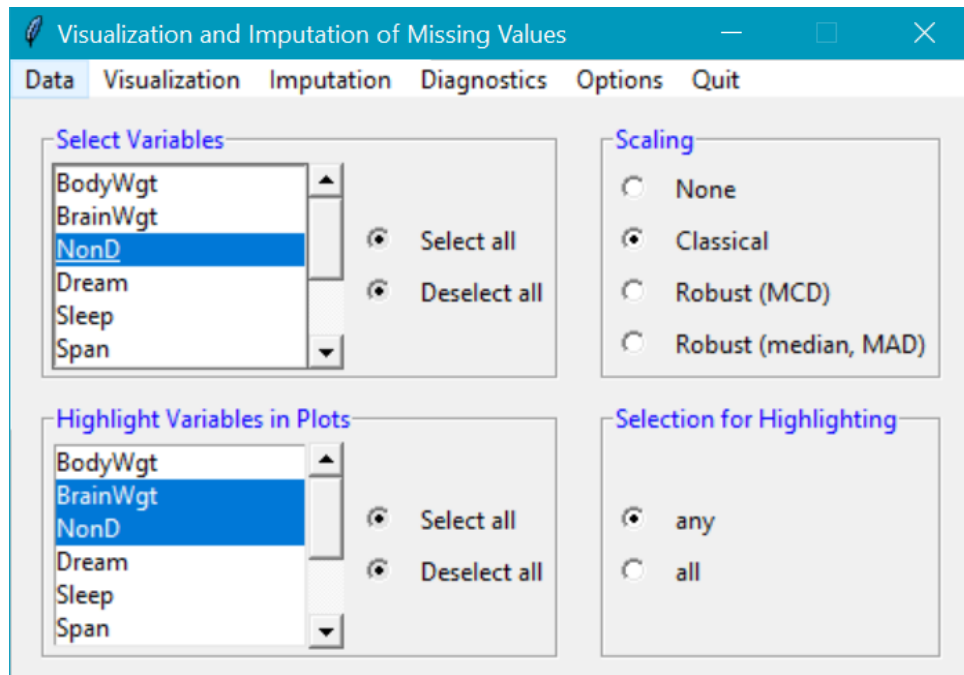 Visualization and Imputation of Missing Values
Data Visualization Imputation Diagnostics Options Quit
Select Variables
BodyWgt
BrainWgt
NonD
Dream
Sleep
Span
Select all
Deselect all
Scaling
None
Classical
Robust (MCD)
Robust (median, MAD)
Highlight Variables in Plots
BodyWgt
BrainWgt
NonD
Dream
Sleep
Span
Select all
Deselect all
Selection for Highlighting
any
all